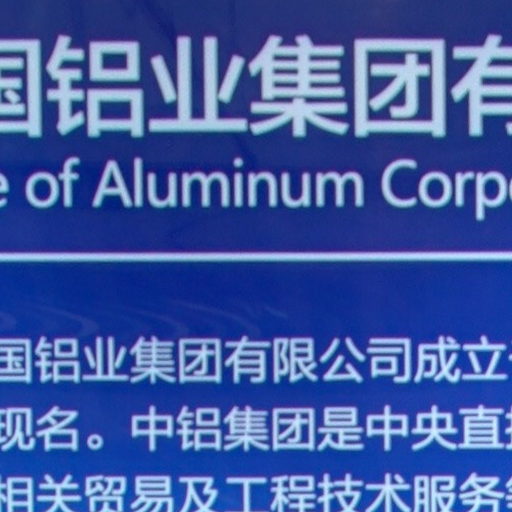 国铝业集团有
e of Aluminum Corpo
国铝业集团有限公司成立于
现名。中铝集团是中央直
相关贸易及工程技术服务